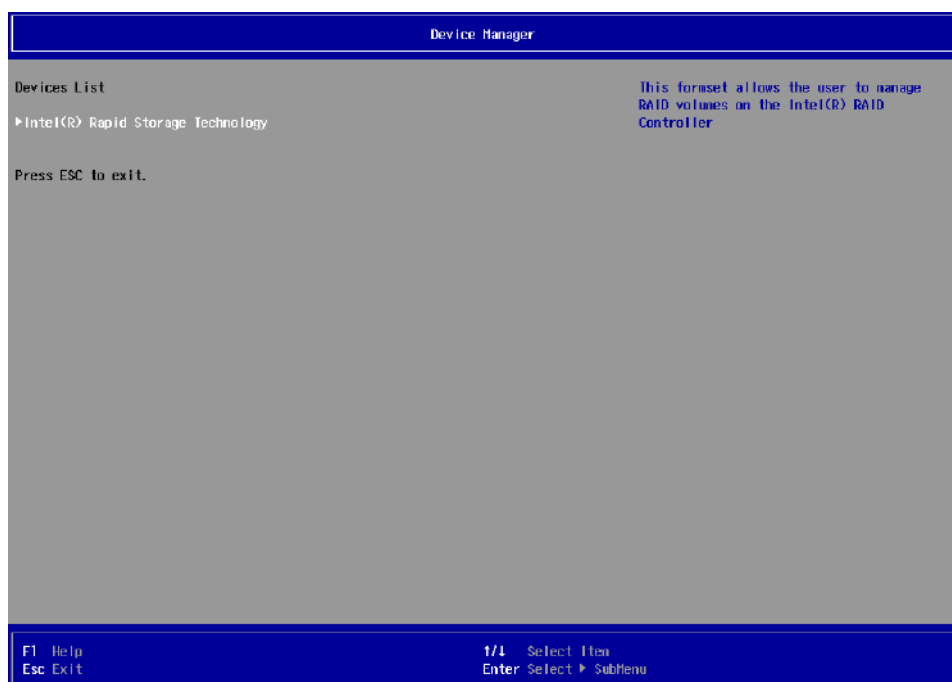 Device Manager
Devices List
This formset allows the user to manage
RAID volumes on the Intel(R) RAID
Controller
▶Intel(R) Rapid Storage Technology
Press ESC to exit.
F1 Help
↑/↓ Select Item
Esc Exit
Enter Select ▶ SubMenu